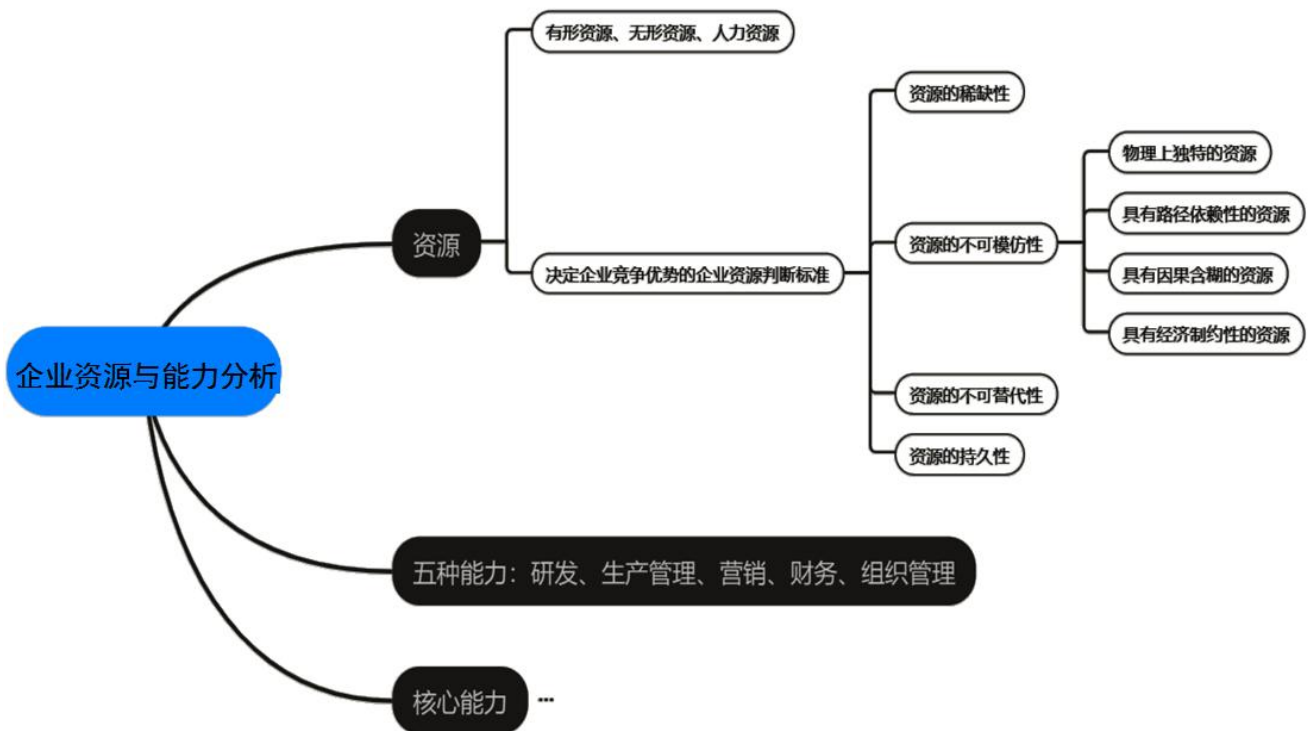 企业资源与能力分析
资源
有形资源、无形资源、人力资源
决定企业竞争优势的企业资源判断标准
资源的稀缺性
资源的不可模仿性
物理上独特的资源
具有路径依赖性的资源
具有因果含糊的资源
具有经济制约性的资源
资源的不可替代性
资源的持久性
五种能力：研发、生产管理、营销、财务、组织管理
核心能力 ...